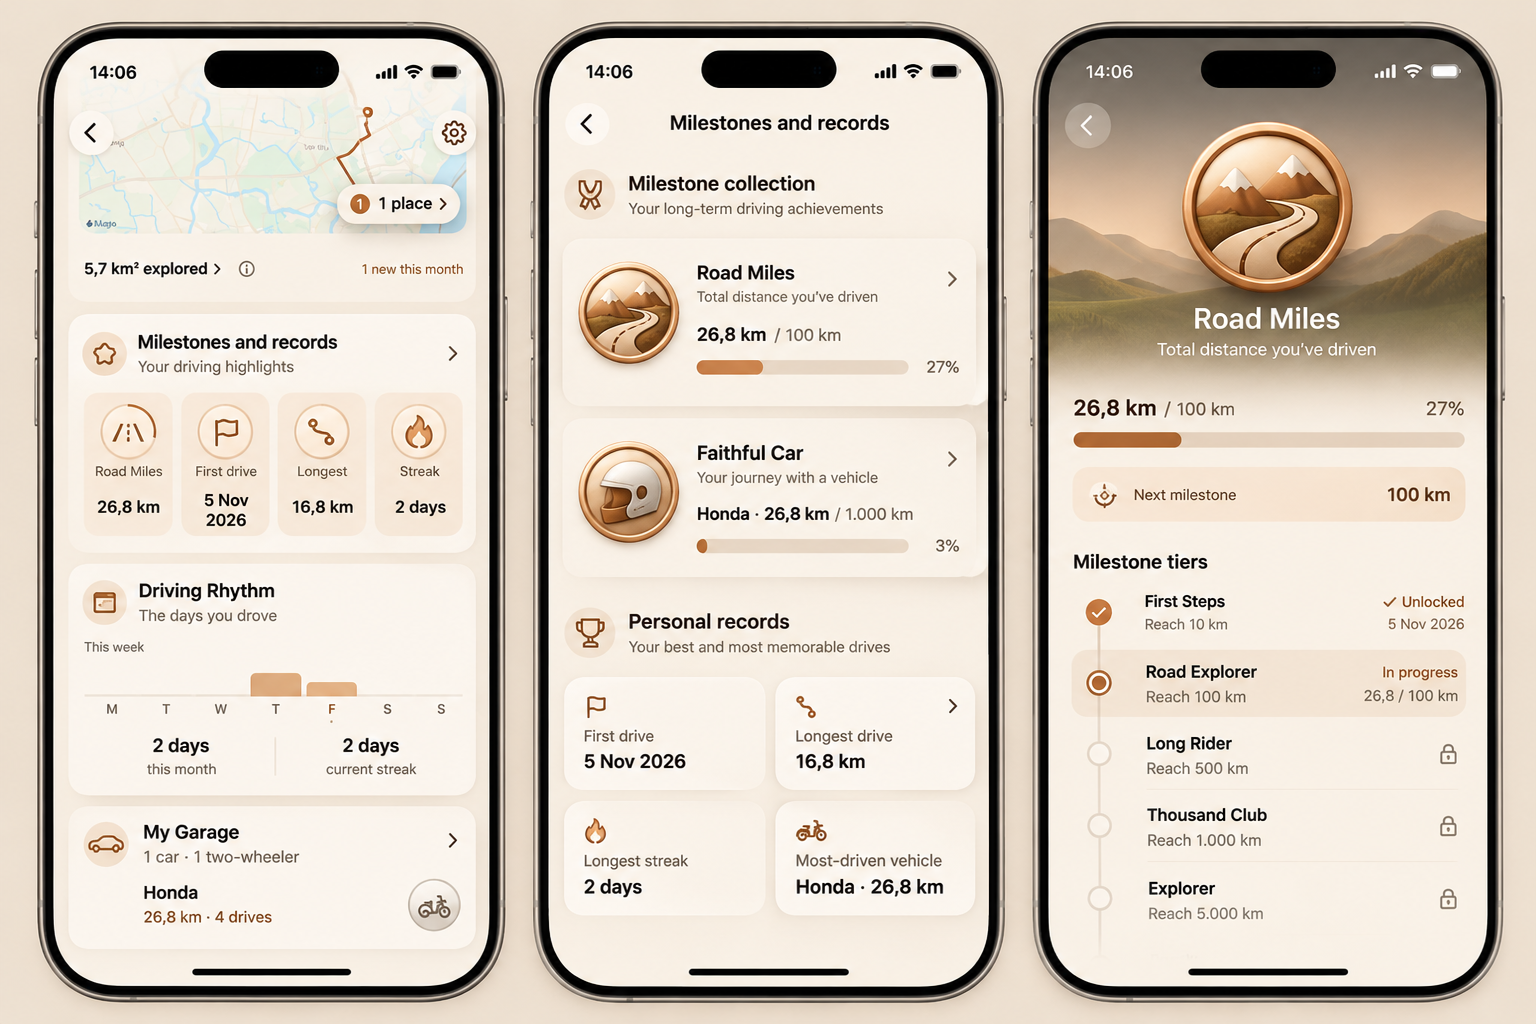 14:06
1 1 place
Maps
5,7 km² explored
1 new this month
Milestones and records
Your driving highlights
Road Miles
26,8 km
First drive
5 Nov
2026
Longest
16,8 km
Streak
2 days
Driving Rhythm
The days you drove
This week
M T W T F S S
2 days
this month
2 days
current streak
My Garage
1 car · 1 two-wheeler
Honda
26,8 km · 4 drives
14:06
Milestones and records
Milestone collection
Your long-term driving achievements
Road Miles
Total distance you've driven
26,8 km / 100 km
27%
Faithful Car
Your journey with a vehicle
Honda · 26,8 km / 1.000 km
3%
Personal records
Your best and most memorable drives
First drive
5 Nov 2026
Longest drive
16,8 km
Longest streak
2 days
Most-driven vehicle
Honda · 26,8 km
14:06
Road Miles
Total distance you've driven
26,8 km / 100 km
27%
Next milestone
100 km
Milestone tiers
First Steps
Unlocked
Reach 10 km
5 Nov 2026
Road Explorer
In progress
Reach 100 km
26,8 / 100 km
Long Rider
Reach 500 km
Thousand Club
Reach 1.000 km
Explorer
Reach 5.000 km